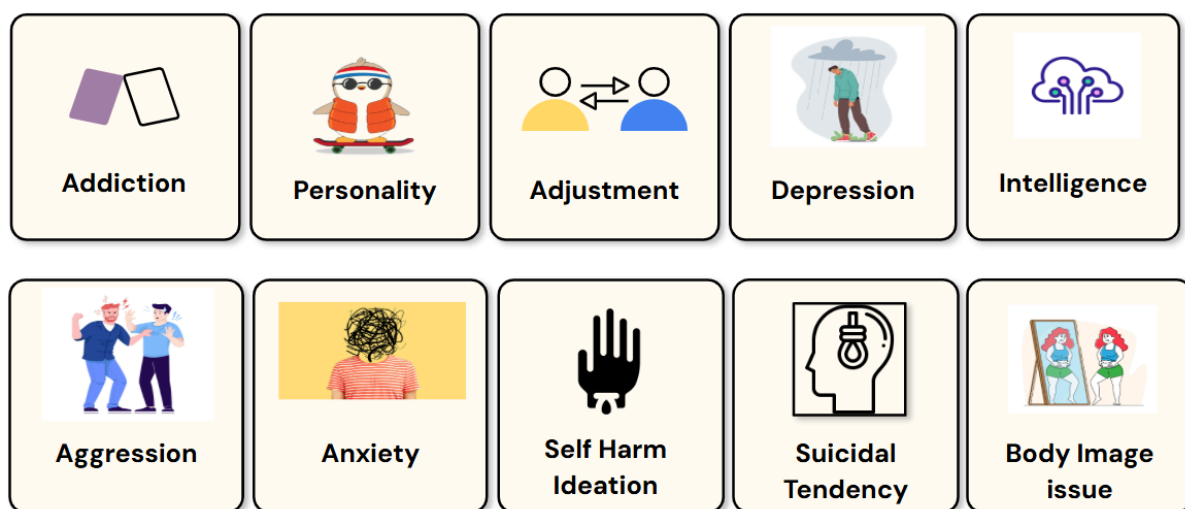 Addiction
Personality
Adjustment
Depression
Intelligence
Aggression
Anxiety
Self Harm
Ideation
Suicidal
Tendency
Body Image
issue